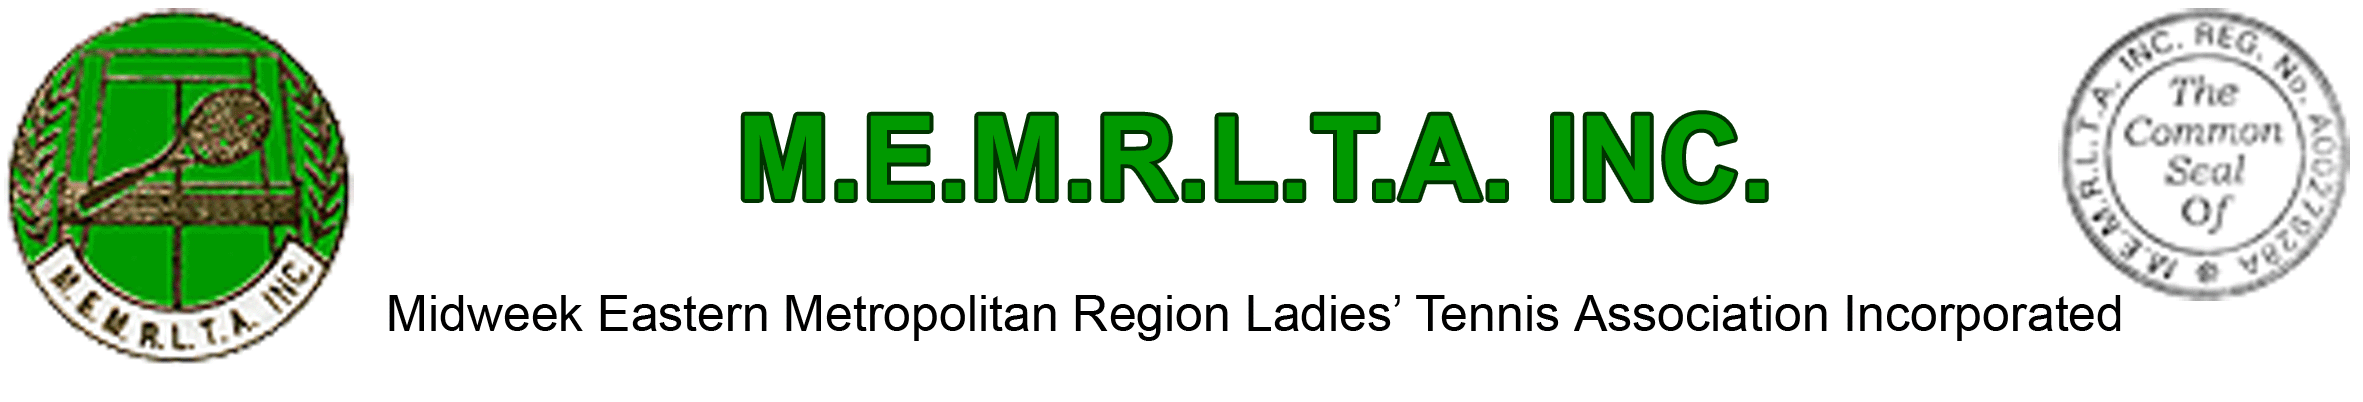 M.E.M.R.L.T.A. INC.
M.E.M.R.L.T.A. INC.
Midweek Eastern Metropolitan Region Ladies’ Tennis Association Incorporated
M.E.M.R.L.T.A. INC. REG. No. A0027928A
The
Common
Seal
Of